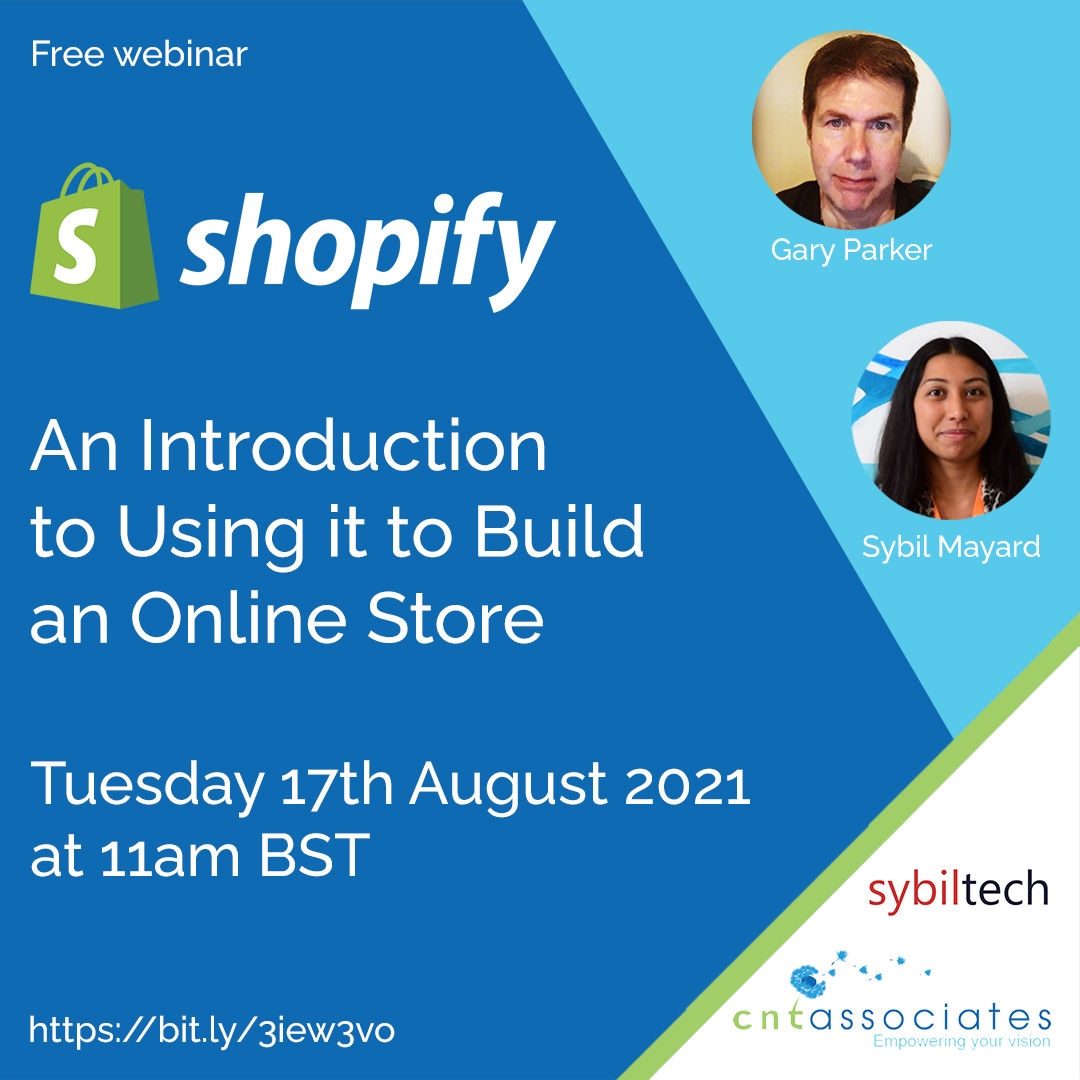 Free webinar
S shopify
An Introduction
to Using it to Build
an Online Store
Tuesday 17th August 2021
at 11am BST
https://bit.ly/3iew3vo
Gary Parker
Sybil Mayard
sybiltech
cntassociates
Empowering your vision